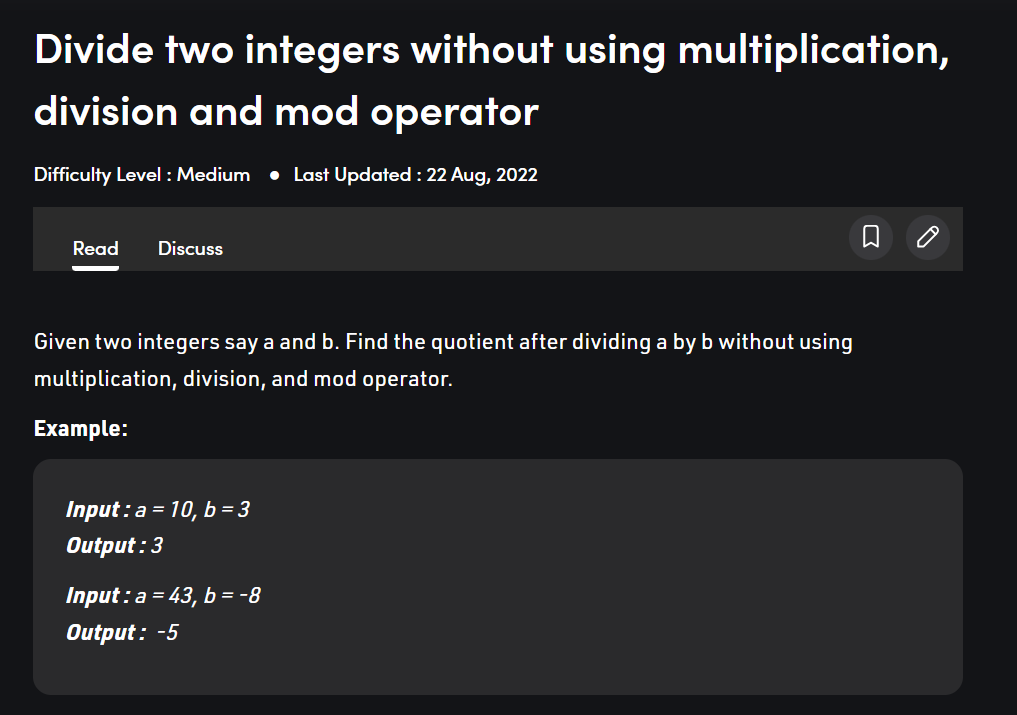 Divide two integers without using multiplication,
division and mod operator
Difficulty Level : Medium ● Last Updated : 22 Aug, 2022
Read Discuss
Given two integers say a and b. Find the quotient after dividing a by b without using
multiplication, division, and mod operator.
Example:
Input : a = 10, b = 3
Output : 3
Input : a = 43, b = -8
Output :  -5